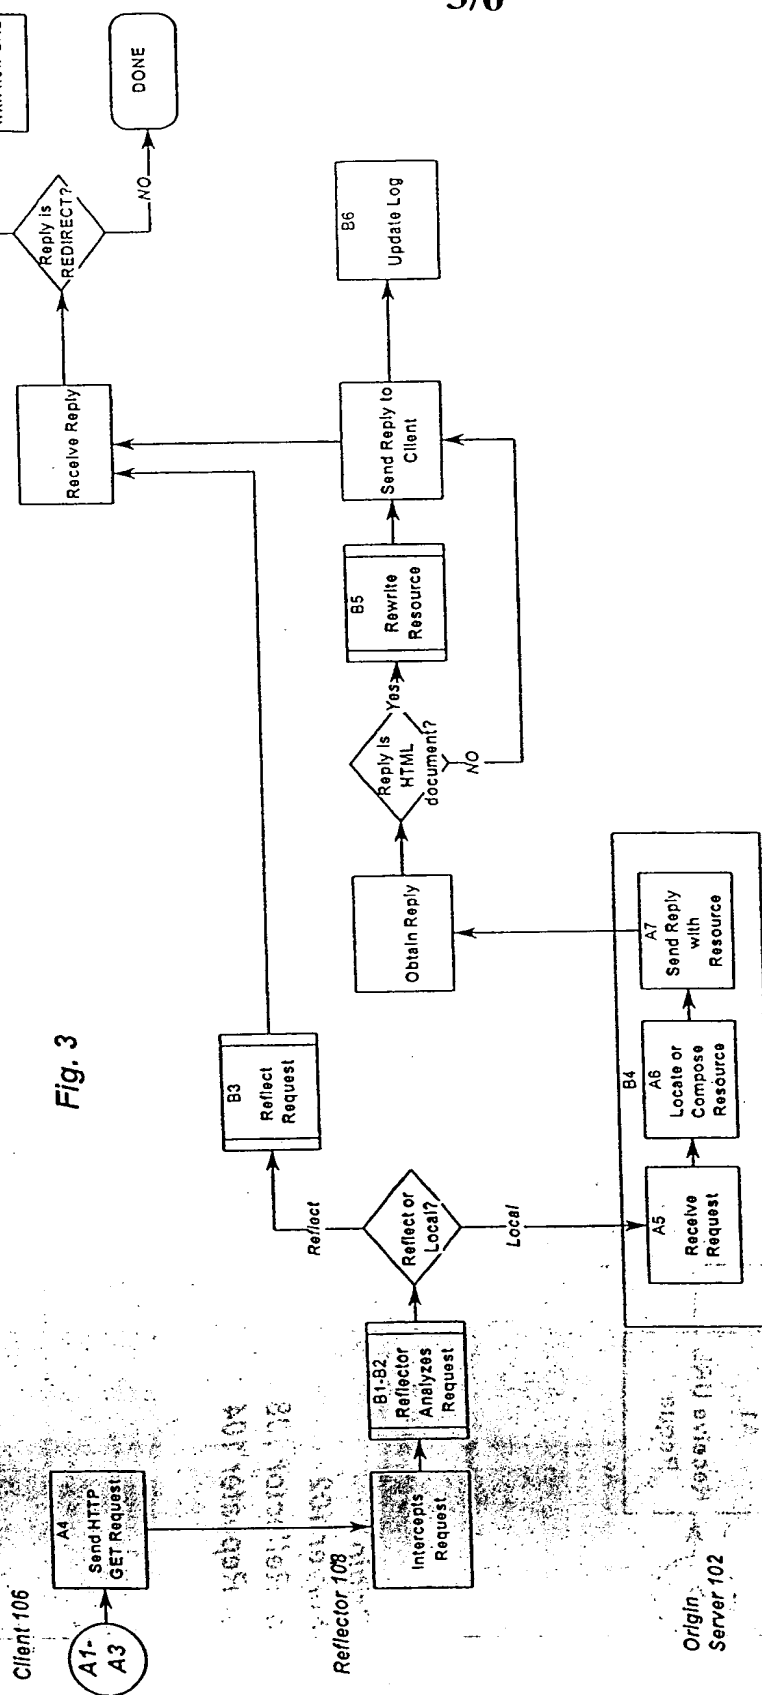 3/6
Client 106
A1-
A3
A4
Send HTTP
GET Request
Receive Reply
Reply is
REDIRECT?
NO
DONE
Fig. 3
Reflector 108
Intercepts
Request
B1-B2
Reflector
Analyzes
Request
Reflect or
Local?
Reflect
Local
B3
Reflect
Request
Obtain Reply
Reply is
HTML
document?
Yes
NO
B5
Rewrite
Resource
Send Reply to
Client
B6
Update Log
Origin
Server 102
B4
A5
Receive
Request
A6
Locate or
Compose
Resource
A7
Send Reply
with
Resource